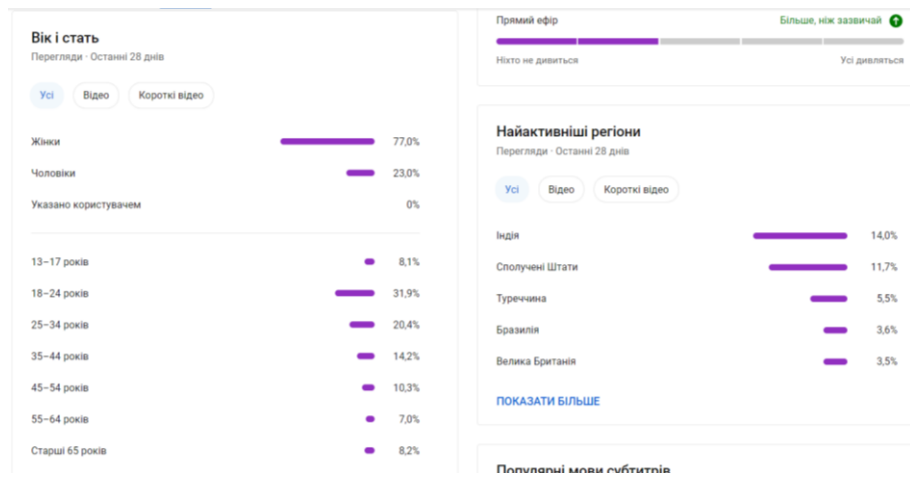 Вік і стать
Перегляди · Останні 28 днів
Усі Відео Короткі відео
Жінки 77,0%
Чоловіки 23,0%
Указано користувачем 0%
13–17 років 8,1%
18–24 років 31,9%
25–34 років 20,4%
35–44 років 14,2%
45–54 років 10,3%
55–64 років 7,0%
Старші 65 років 8,2%
Прямий ефір Більше, ніж зазвичай
Ніхто не дивиться Усі дивляться
Найактивніші регіони
Перегляди · Останні 28 днів
Усі Відео Короткі відео
Індія 14,0%
Сполучені Штати 11,7%
Туреччина 5,5%
Бразилія 3,6%
Велика Британія 3,5%
ПОКАЗАТИ БІЛЬШЕ
Популярні мови субтитрів